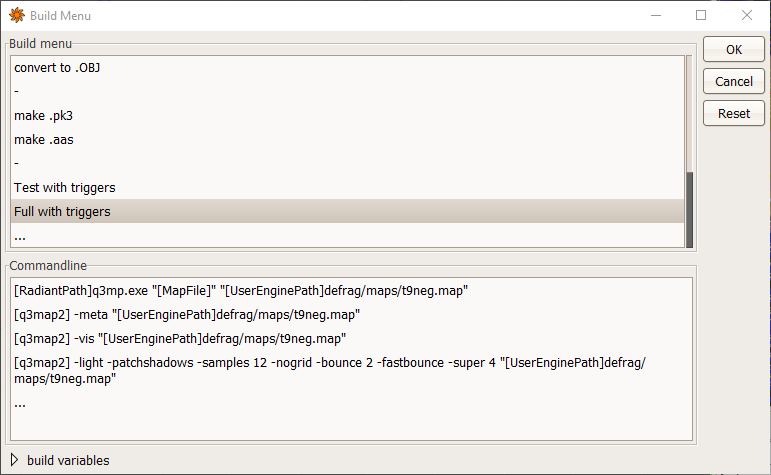 Build Menu
Build menu
convert to .OBJ
-
make .pk3
make .aas
-
Test with triggers
Full with triggers
...
OK
Cancel
Reset
Commandline
[RadiantPath]q3mp.exe "[MapFile]" "[UserEnginePath]defrag/maps/t9neg.map"
[q3map2] -meta "[UserEnginePath]defrag/maps/t9neg.map"
[q3map2] -vis "[UserEnginePath]defrag/maps/t9neg.map"
[q3map2] -light -patchshadows -samples 12 -nogrid -bounce 2 -fastbounce -super 4 "[UserEnginePath]defrag/
maps/t9neg.map"
...
build variables